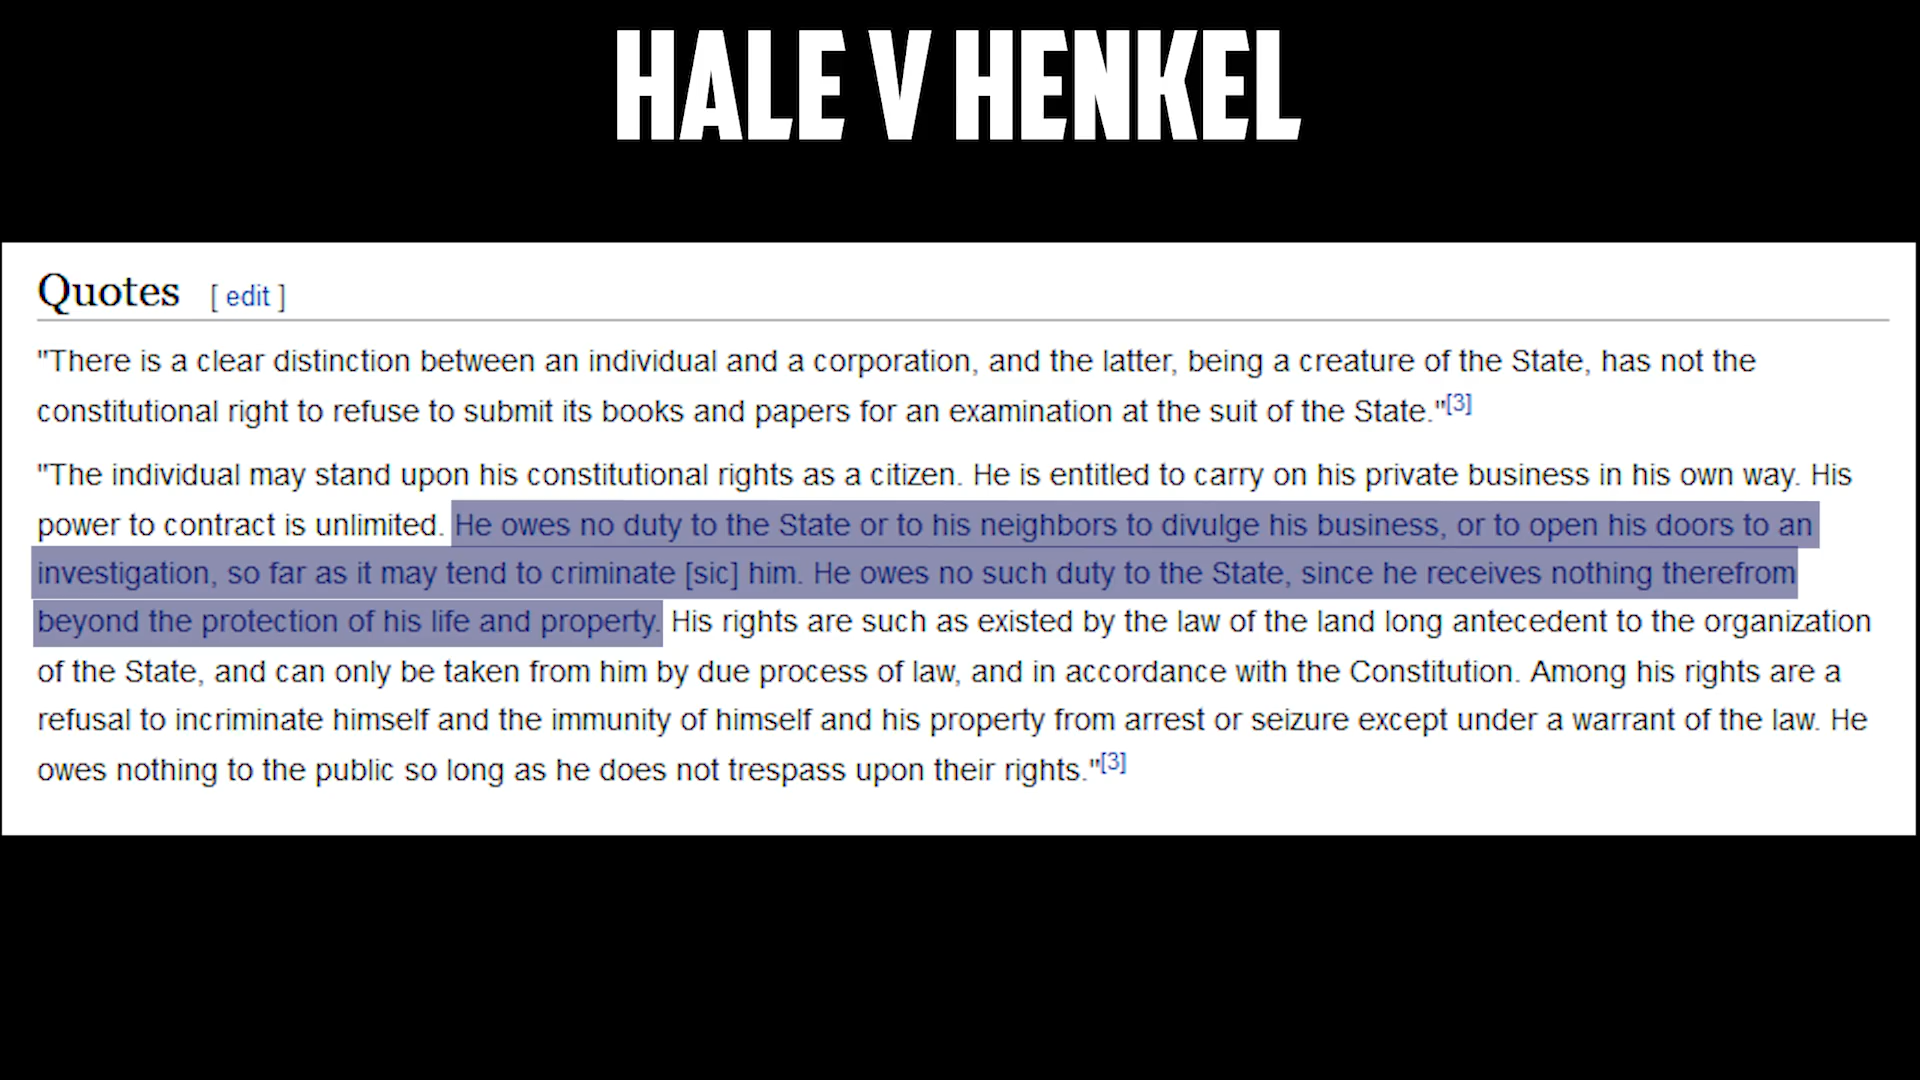 HALE V HENKEL
Quotes [ edit ]
"There is a clear distinction between an individual and a corporation, and the latter, being a creature of the State, has not the
constitutional right to refuse to submit its books and papers for an examination at the suit of the State."[3]
"The individual may stand upon his constitutional rights as a citizen. He is entitled to carry on his private business in his own way. His
power to contract is unlimited. He owes no duty to the State or to his neighbors to divulge his business, or to open his doors to an
investigation, so far as it may tend to criminate [sic] him. He owes no such duty to the State, since he receives nothing therefrom
beyond the protection of his life and property. His rights are such as existed by the law of the land long antecedent to the organization
of the State, and can only be taken from him by due process of law, and in accordance with the Constitution. Among his rights are a
refusal to incriminate himself and the immunity of himself and his property from arrest or seizure except under a warrant of the law. He
owes nothing to the public so long as he does not trespass upon their rights."[3]